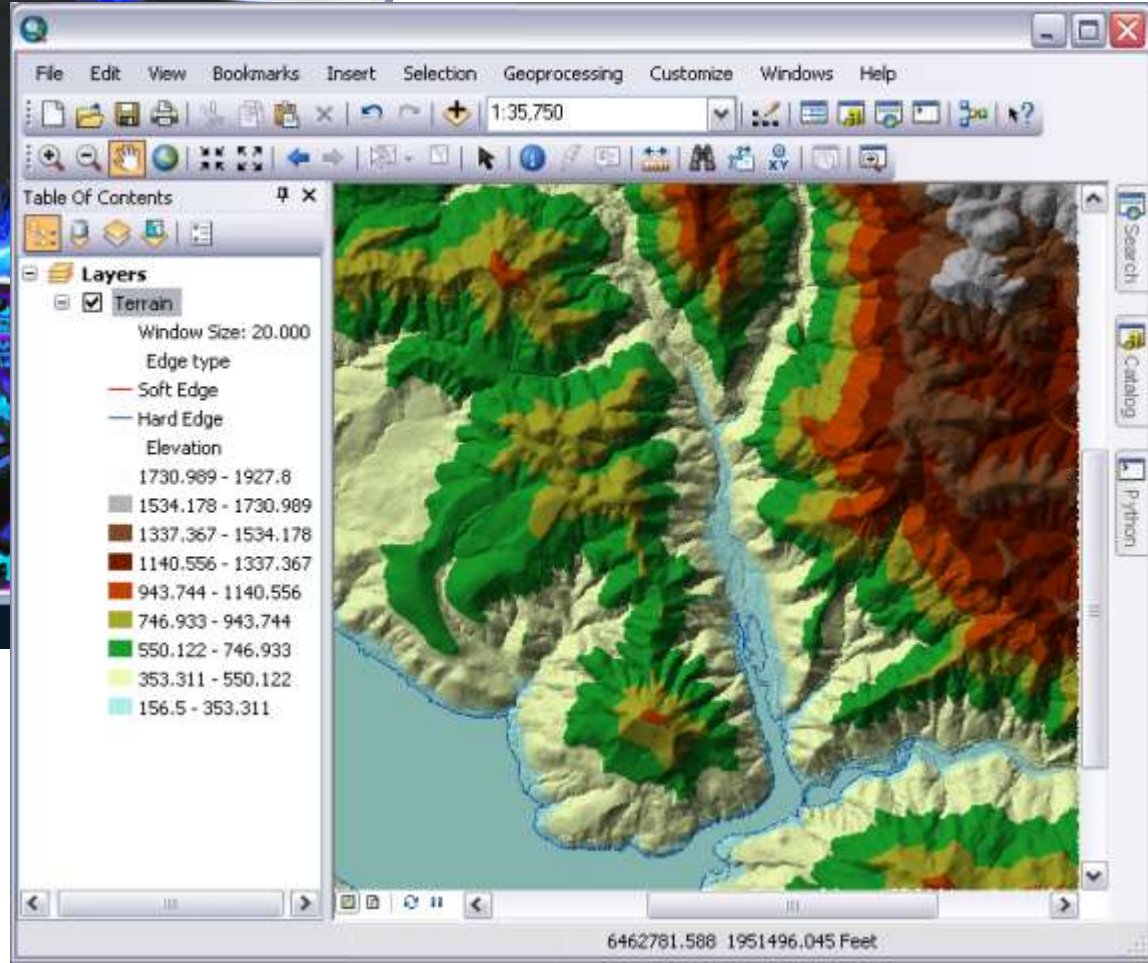 File Edit View Bookmarks Insert Selection Geoprocessing Customize Windows Help
1:35,750
Table Of Contents
Layers
Terrain
Window Size: 20.000
Edge type
Soft Edge
Hard Edge
Elevation
1730.989 - 1927.8
1534.178 - 1730.989
1337.367 - 1534.178
1140.556 - 1337.367
943.744 - 1140.556
746.933 - 943.744
550.122 - 746.933
353.311 - 550.122
156.5 - 353.311
Search
Catalog
Python
6462781.588 1951496.045 Feet